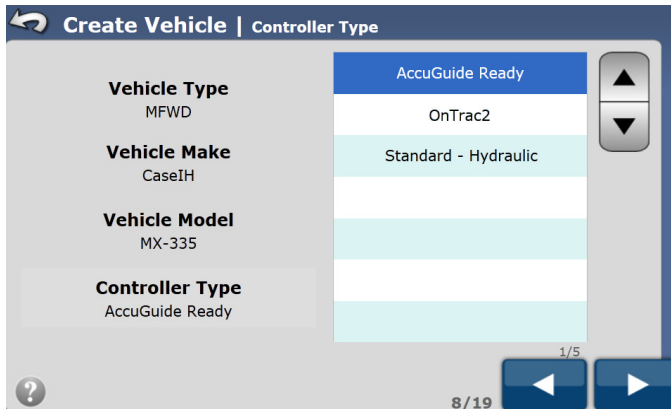 Create Vehicle | Controller Type
Vehicle Type
MFWD
Vehicle Make
CaseIH
Vehicle Model
MX-335
Controller Type
AccuGuide Ready
AccuGuide Ready
OnTrac2
Standard - Hydraulic
1/5
?
8/19